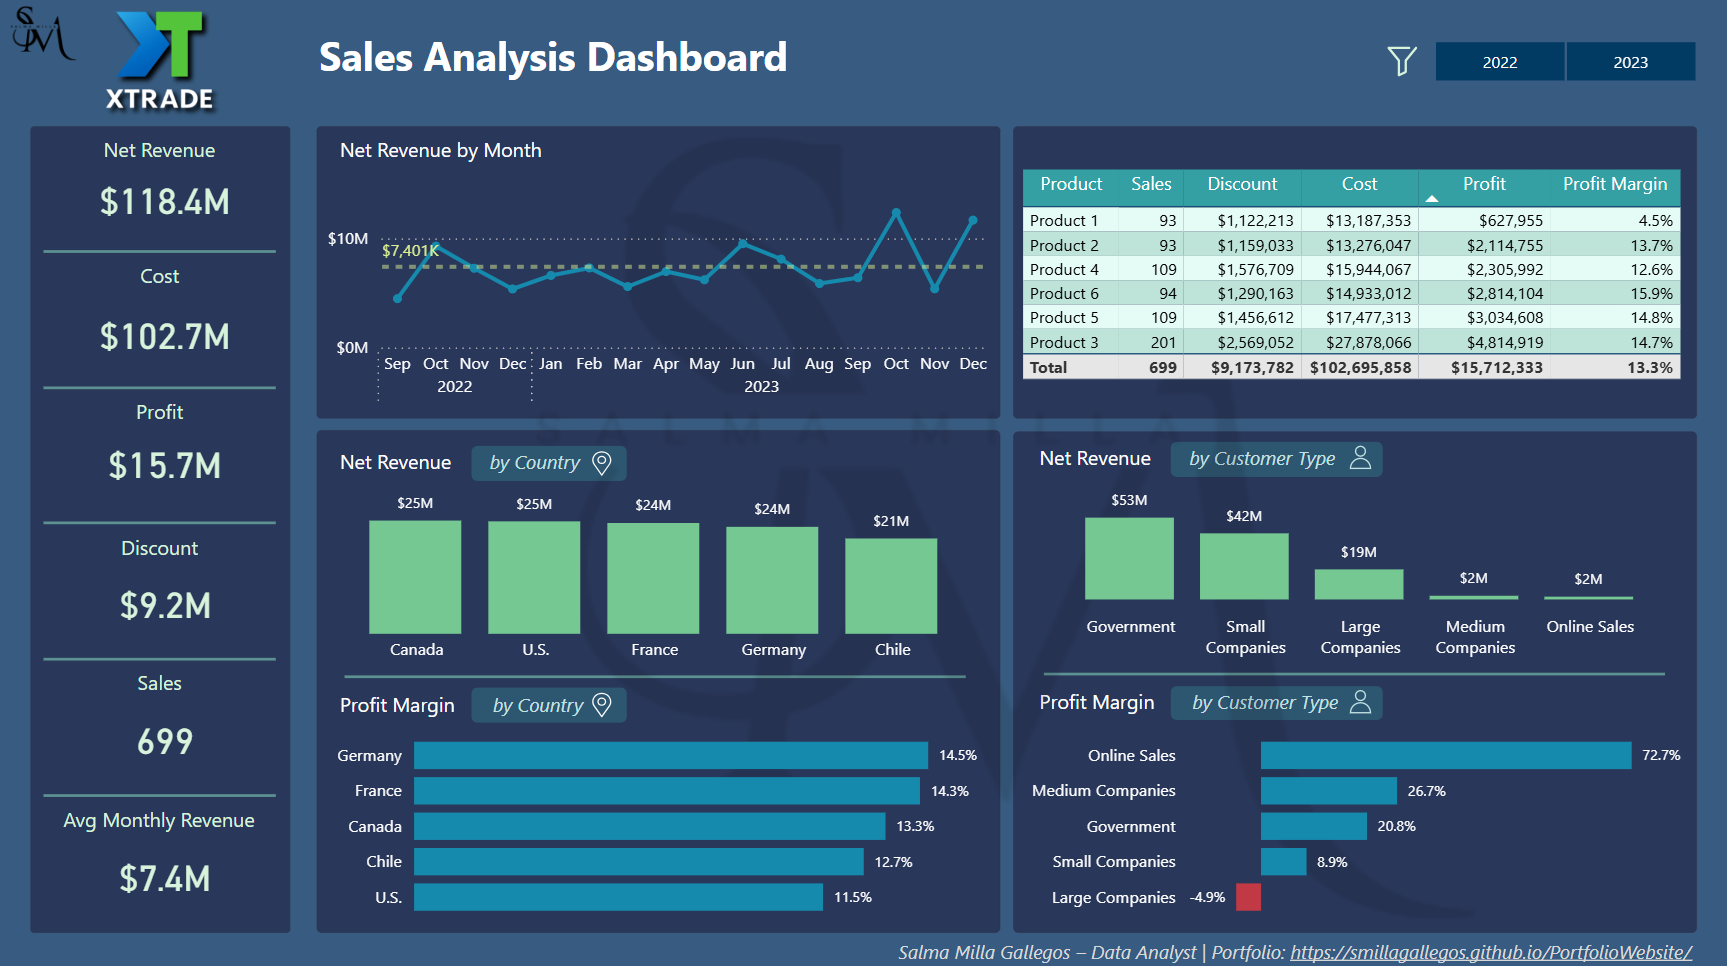 SALMA MILLA
XTRADE
Sales Analysis Dashboard
2022 2023
Net Revenue
$118.4M
Cost
$102.7M
Profit
$15.7M
Discount
$9.2M
Sales
699
Avg Monthly Revenue
$7.4M
Net Revenue by Month
$10M
$7,401K
$0M
Sep Oct Nov Dec Jan Feb Mar Apr May Jun Jul Aug Sep Oct Nov Dec
2022 2023
Product Sales Discount Cost Profit Profit Margin
Product 1 93 $1,122,213 $13,187,353 $627,955 4.5%
Product 2 93 $1,159,033 $13,276,047 $2,114,755 13.7%
Product 4 109 $1,576,709 $15,944,067 $2,305,992 12.6%
Product 6 94 $1,290,163 $14,933,012 $2,814,104 15.9%
Product 5 109 $1,456,612 $17,477,313 $3,034,608 14.8%
Product 3 201 $2,569,052 $27,878,066 $4,814,919 14.7%
Total 699 $9,173,782 $102,695,858 $15,712,333 13.3%
SALMA MILLA
Net Revenue by Country
$25M $25M $24M $24M $21M
Canada U.S. France Germany Chile
Profit Margin by Country
Germany 14.5%
France 14.3%
Canada 13.3%
Chile 12.7%
U.S. 11.5%
Net Revenue by Customer Type
$53M $42M $19M $2M $2M
Government Small Large Medium Online Sales
Companies Companies Companies
Profit Margin by Customer Type
Online Sales 72.7%
Medium Companies 26.7%
Government 20.8%
Small Companies 8.9%
Large Companies -4.9%
Salma Milla Gallegos – Data Analyst | Portfolio: https://smillagallegos.github.io/PortfolioWebsite/